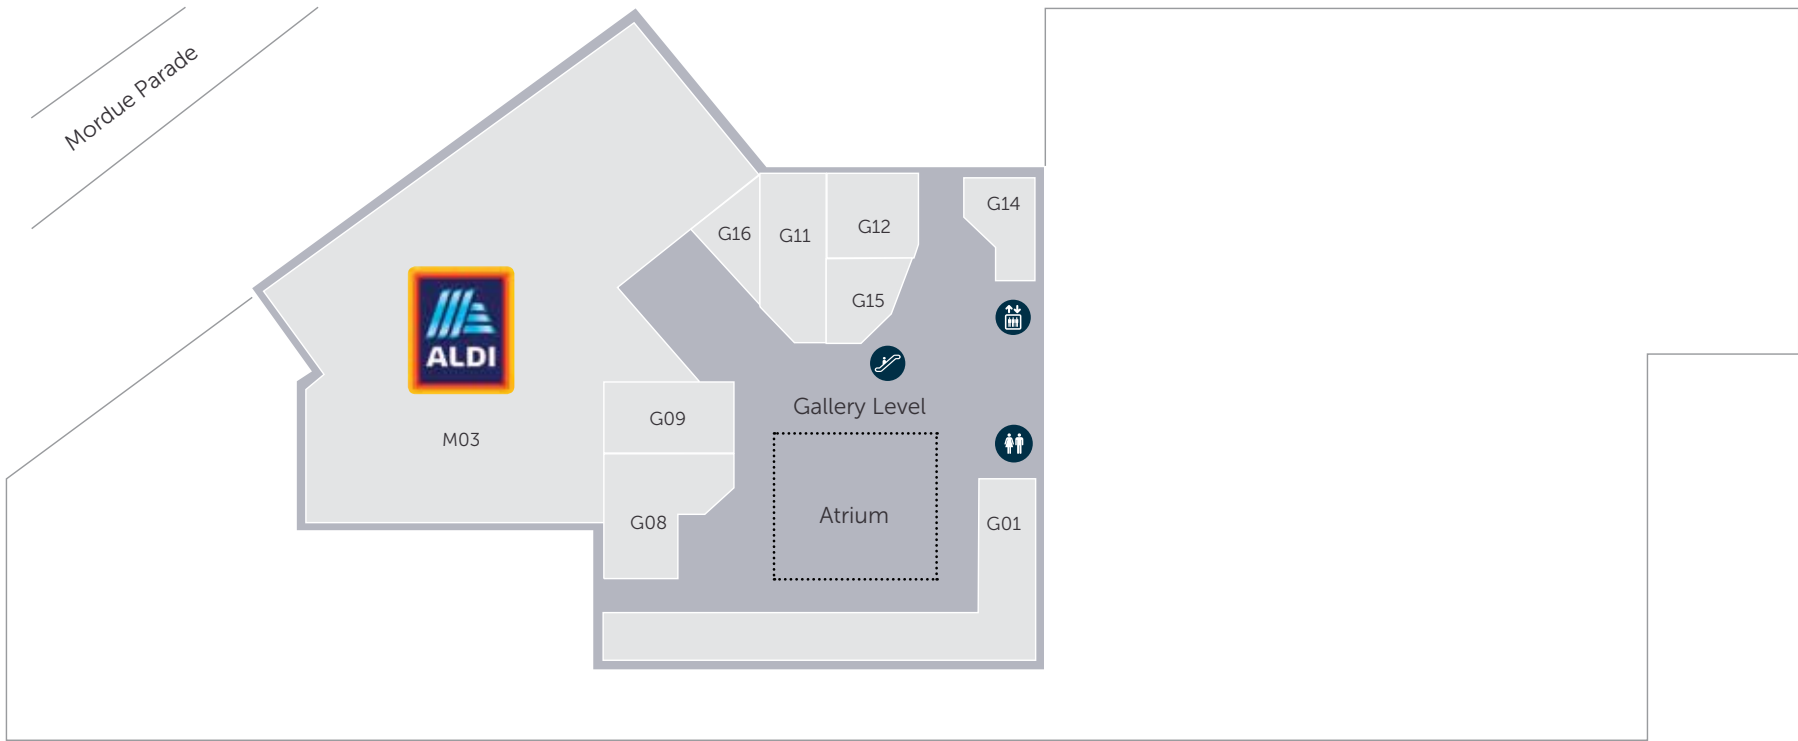 Mordue Parade
G14
G12
G16
G11
G15
ALDI
Gallery Level
G09
M03
Atrium
G08
G01